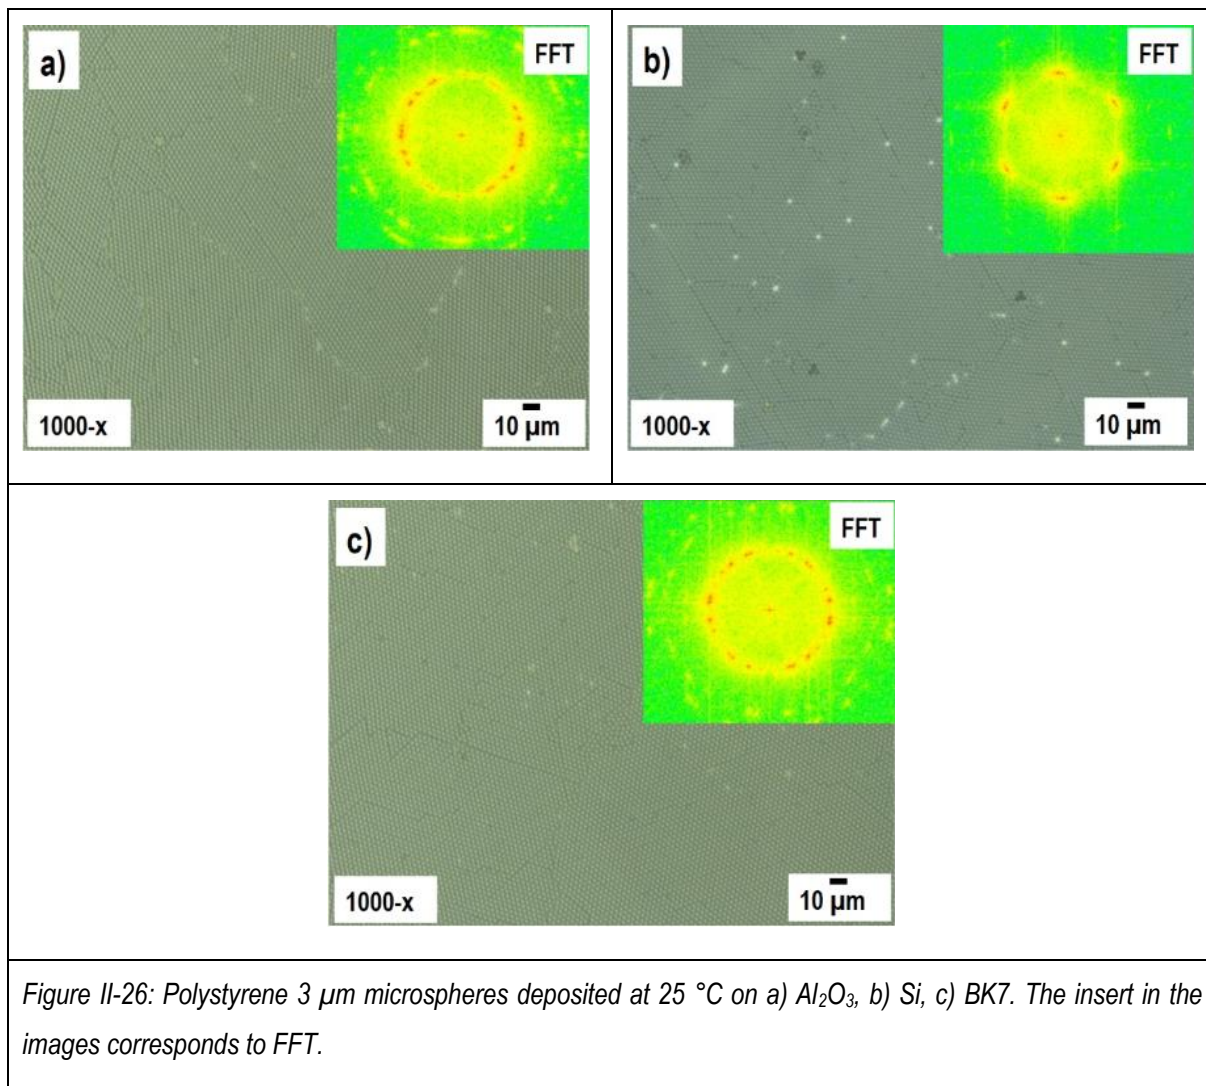 a)
FFT
1000-x
10 µm
b)
FFT
1000-x
10 µm
c)
FFT
1000-x
10 µm
Figure II-26: Polystyrene 3 µm microspheres deposited at 25 °C on a) Al₂O₃, b) Si, c) BK7. The insert in the
images corresponds to FFT.